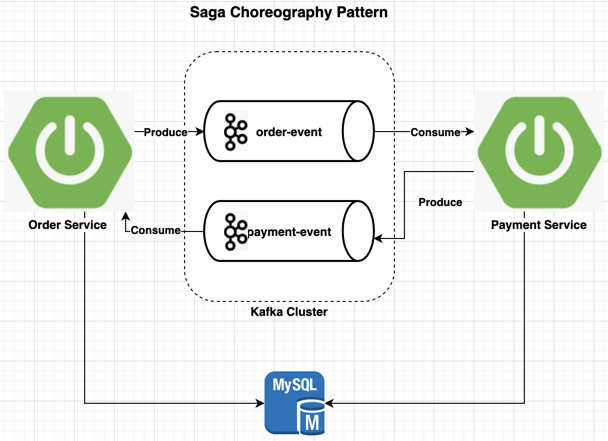 Saga Choreography Pattern
Produce
order-event
Consume
Produce
Order Service
Consume
payment-event
Payment Service
Kafka Cluster
MySQL
M